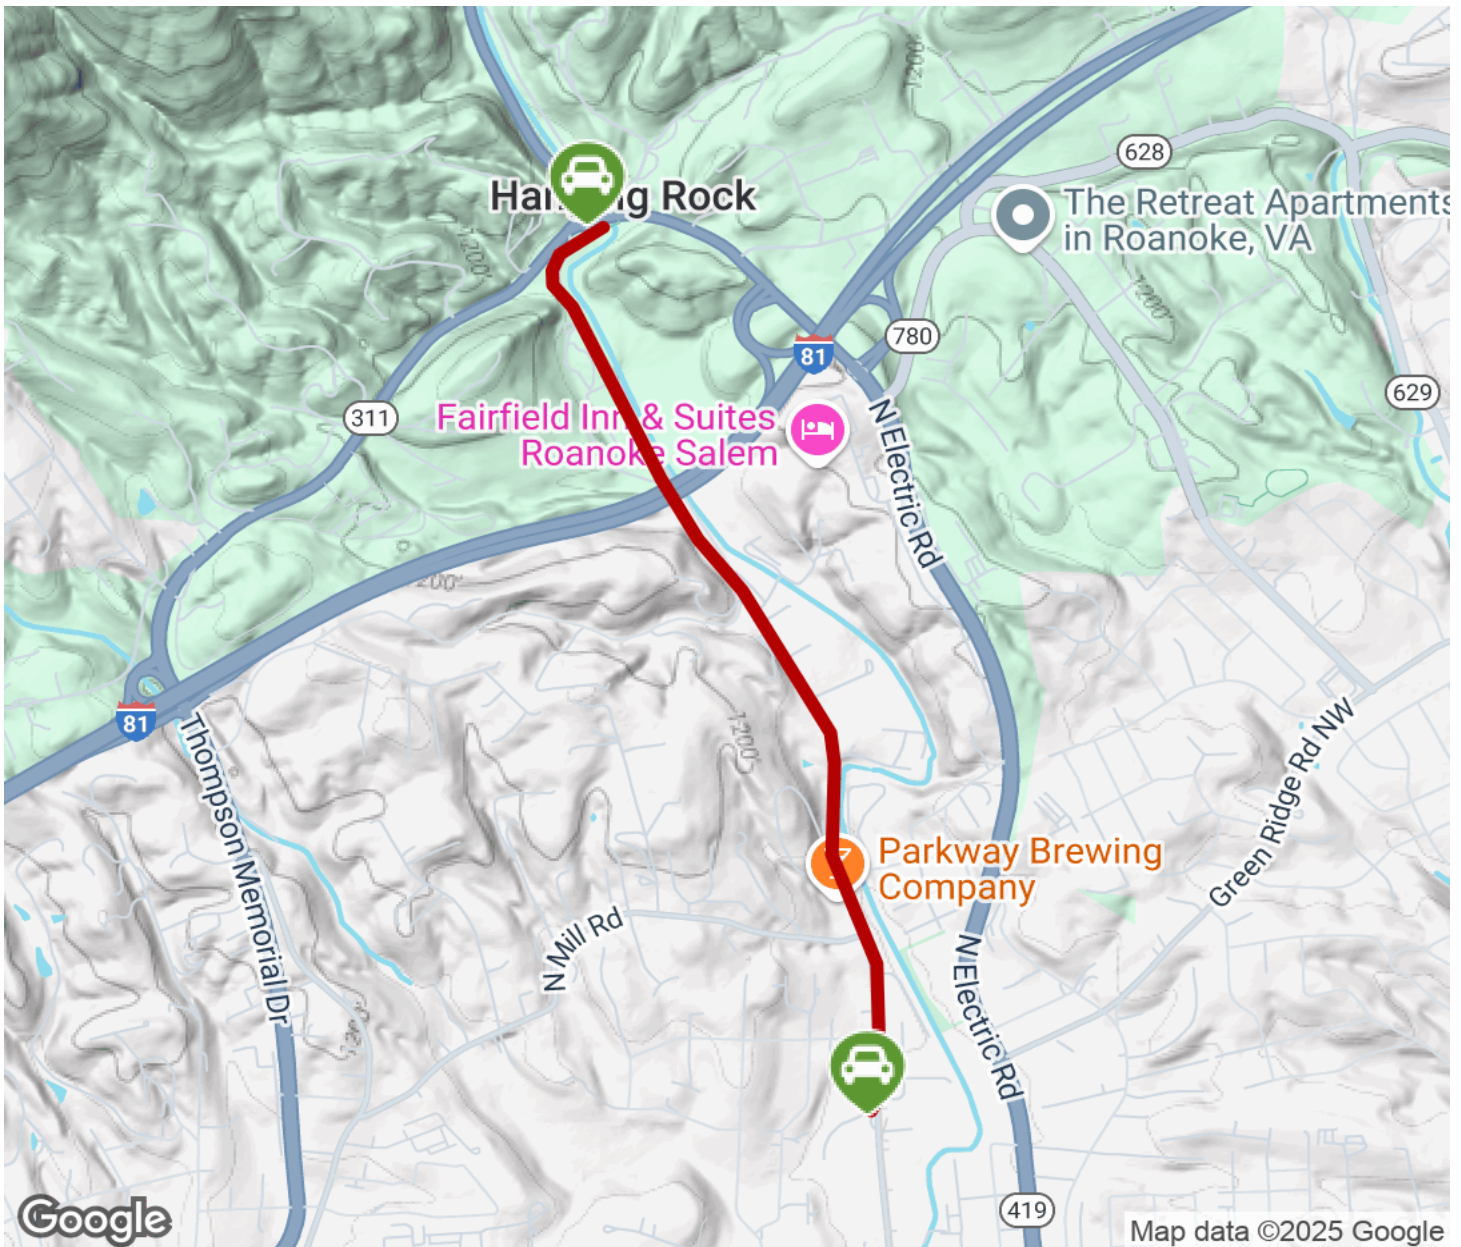 1200'
628
Hanging Rock
The Retreat Apartments
in Roanoke, VA
1200'
1200'
780
81
629
311
Fairfield Inn & Suites
Roanoke Salem
N Electric Rd
200'
81
Thompson Memorial Dr
1200'
Green Ridge Rd NW
Parkway Brewing
Company
N Mill Rd
N Electric Rd
419
Google
Map data ©2025 Google